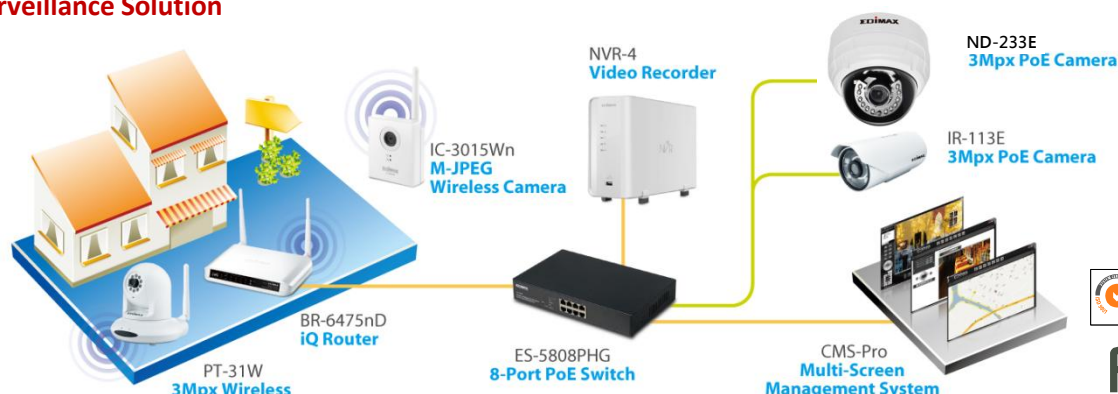 rveillance Solution
EDIMAX
ND-233E
3Mpx PoE Camera
NVR-4
Video Recorder
IR-113E
3Mpx PoE Camera
IC-3015Wn
M-JPEG
Wireless Camera
BR-6475nD
iQ Router
PT-31W
3Mpx Wireless
ES-5808PHG
8-Port PoE Switch
CMS-Pro
Multi-Screen
Management System